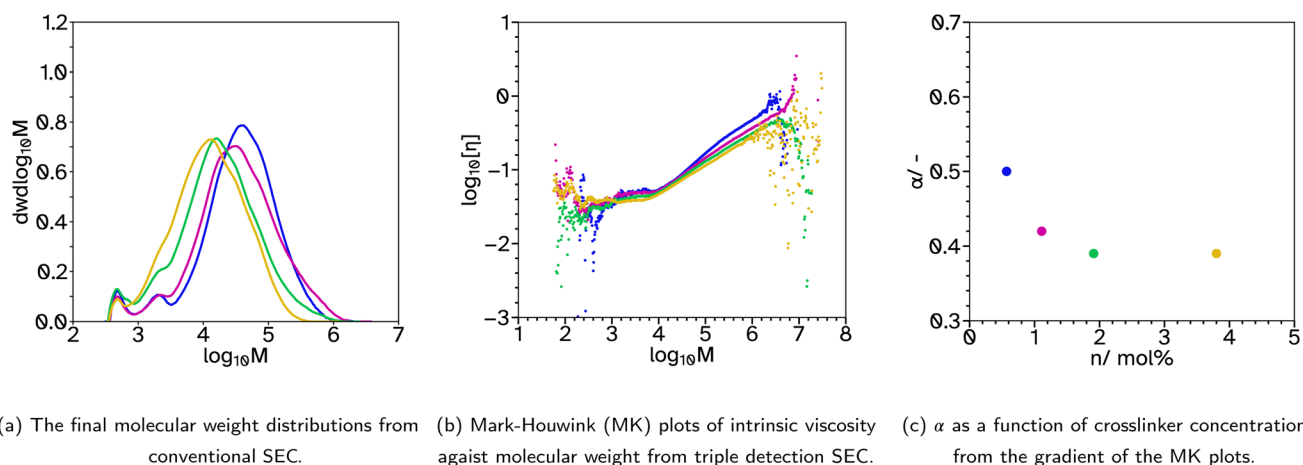 1.2
1.0
0.8
0.6
0.4
0.2
0.0
dwdlog10M
2 3 4 5 6 7
log10M
1
0
−1
−2
−3
log10[η]
1 2 3 4 5 6 7 8
log10M
0.7
0.6
0.5
0.4
0.3
α/ -
0 1 2 3 4 5
n/ mol%
(a) The final molecular weight distributions from
conventional SEC.
(b) Mark-Houwink (MK) plots of intrinsic viscosity
agaist molecular weight from triple detection SEC.
(c) α as a function of crosslinker concentration
from the gradient of the MK plots.